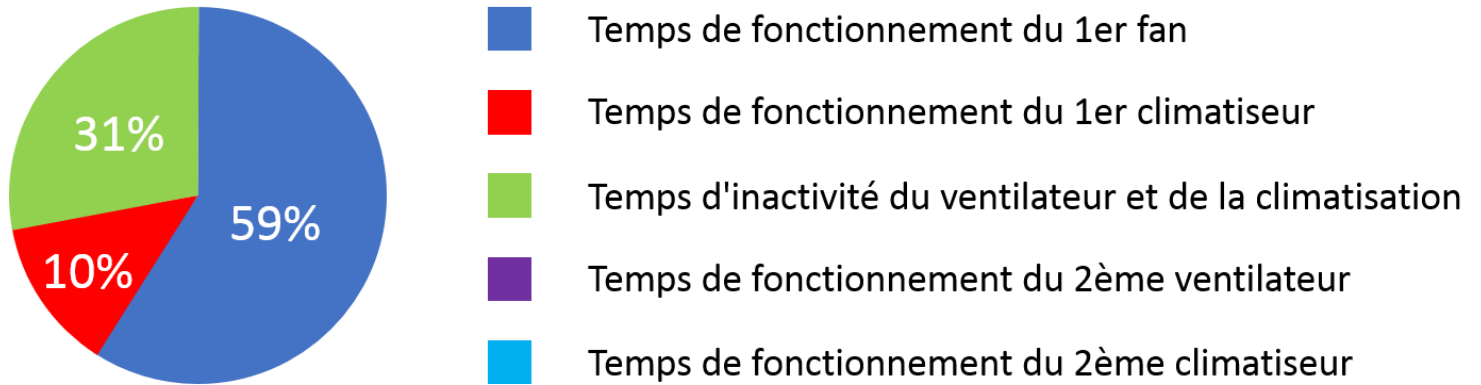 31%
59%
10%
Temps de fonctionnement du 1er fan
Temps de fonctionnement du 1er climatiseur
Temps d'inactivité du ventilateur et de la climatisation
Temps de fonctionnement du 2ème ventilateur
Temps de fonctionnement du 2ème climatiseur